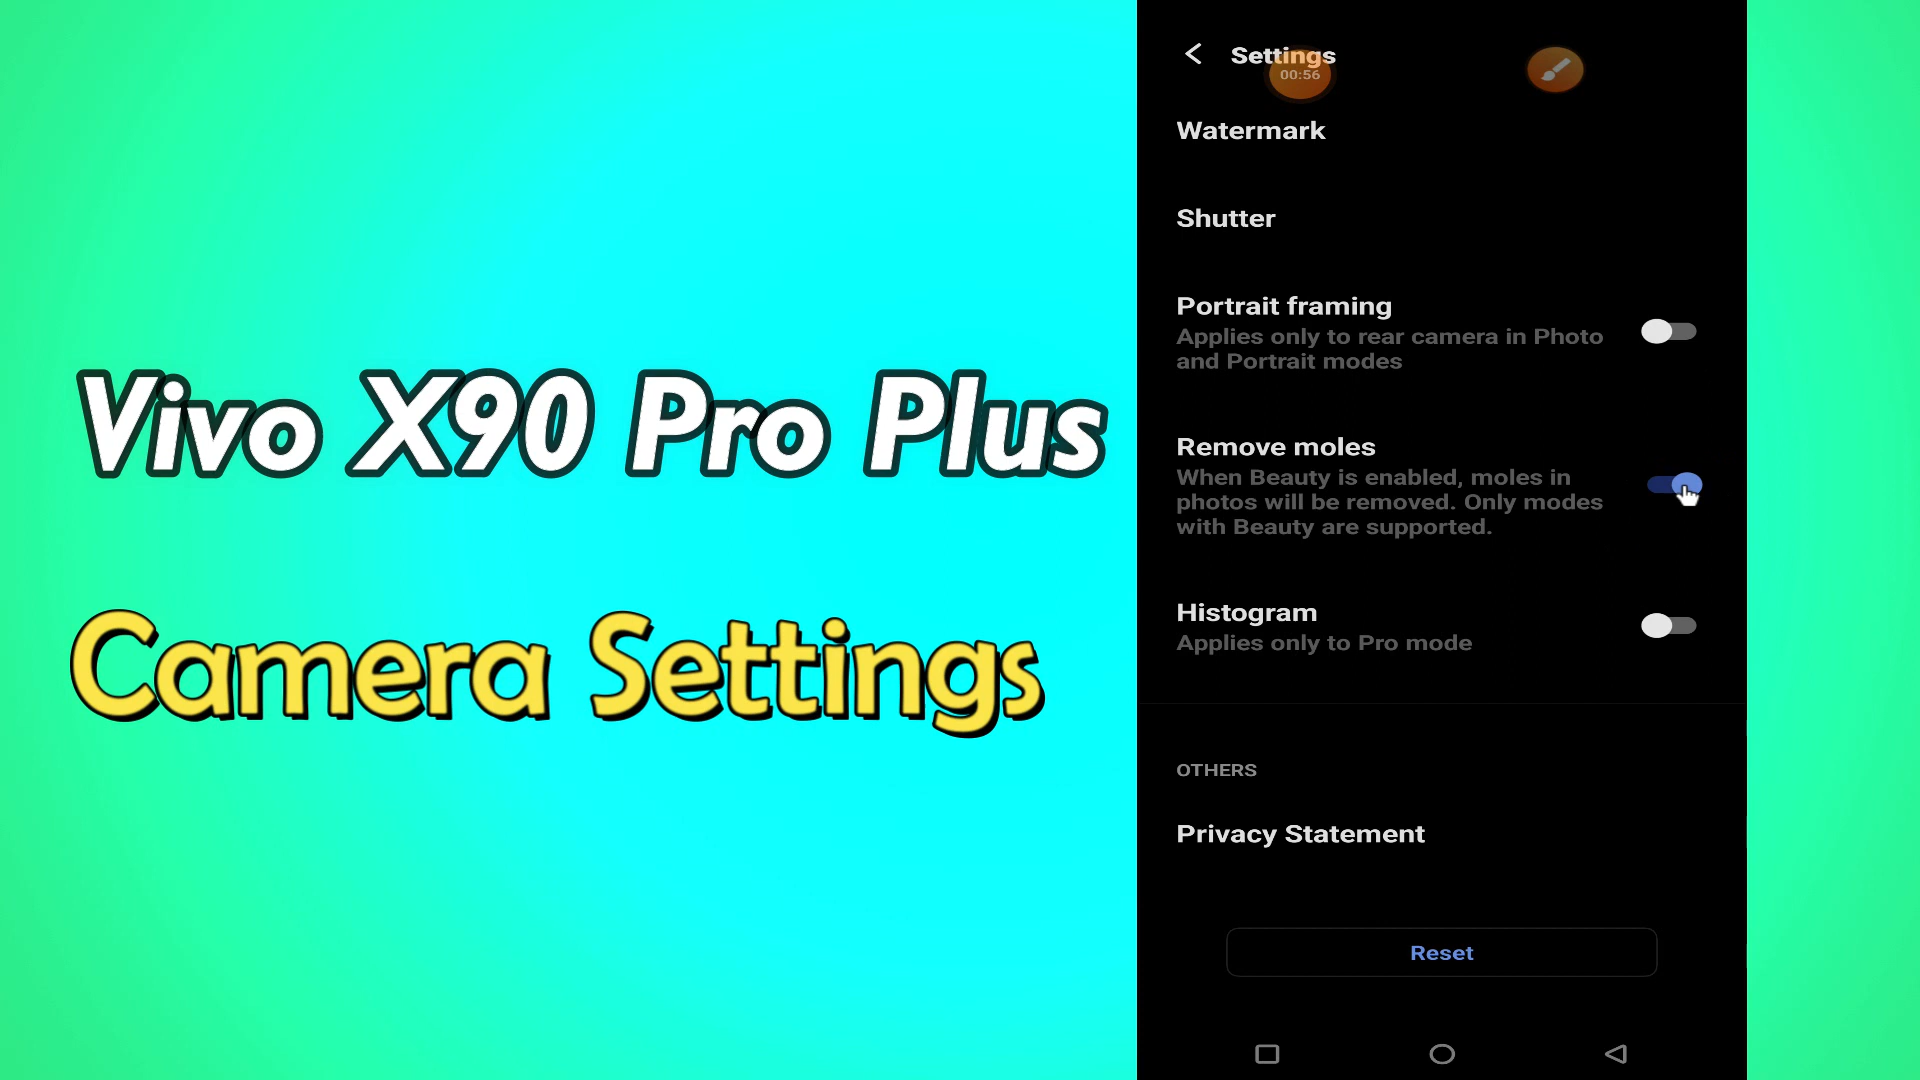 Vivo X90 Pro Plus
Camera Settings
Settings
00:56
Watermark
Shutter
Portrait framing
Applies only to rear camera in Photo
and Portrait modes
Remove moles
When Beauty is enabled, moles in
photos will be removed. Only modes
with Beauty are supported.
Histogram
Applies only to Pro mode
OTHERS
Privacy Statement
Reset